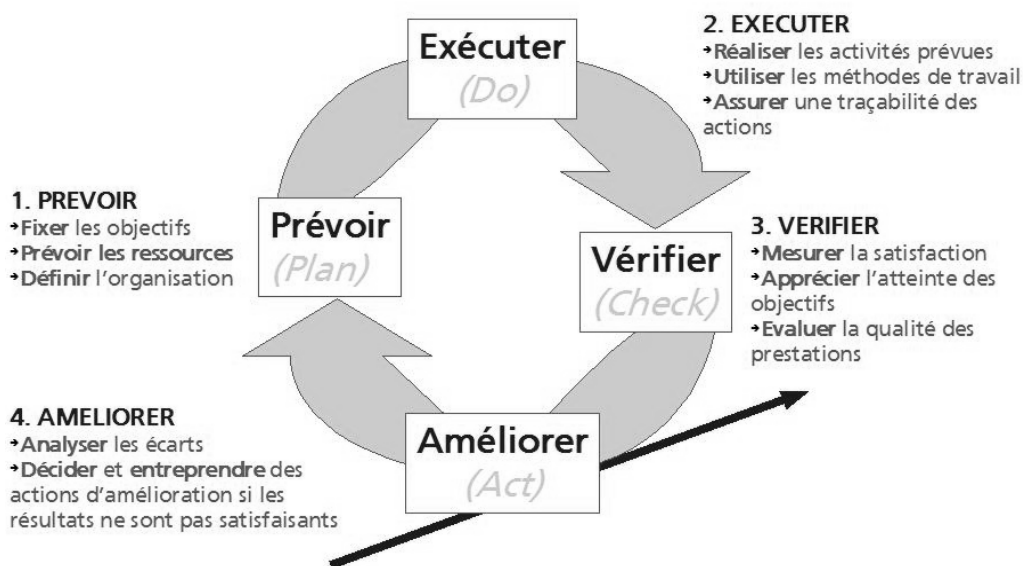 Exécuter
(Do)
2. EXECUTER
➔Réaliser les activités prévues
➔Utiliser les méthodes de travail
➔Assurer une traçabilité des
actions
1. PREVOIR
➔Fixer les objectifs
➔Prévoir les ressources
➔Définir l'organisation
Prévoir
(Plan)
Vérifier
(Check)
3. VERIFIER
➔Mesurer la satisfaction
➔Apprécier l'atteinte des
objectifs
➔Evaluer la qualité des
prestations
4. AMELIORER
➔Analyser les écarts
➔Décider et entreprendre des
actions d'amélioration si les
résultats ne sont pas satisfaisants
Améliorer
(Act)